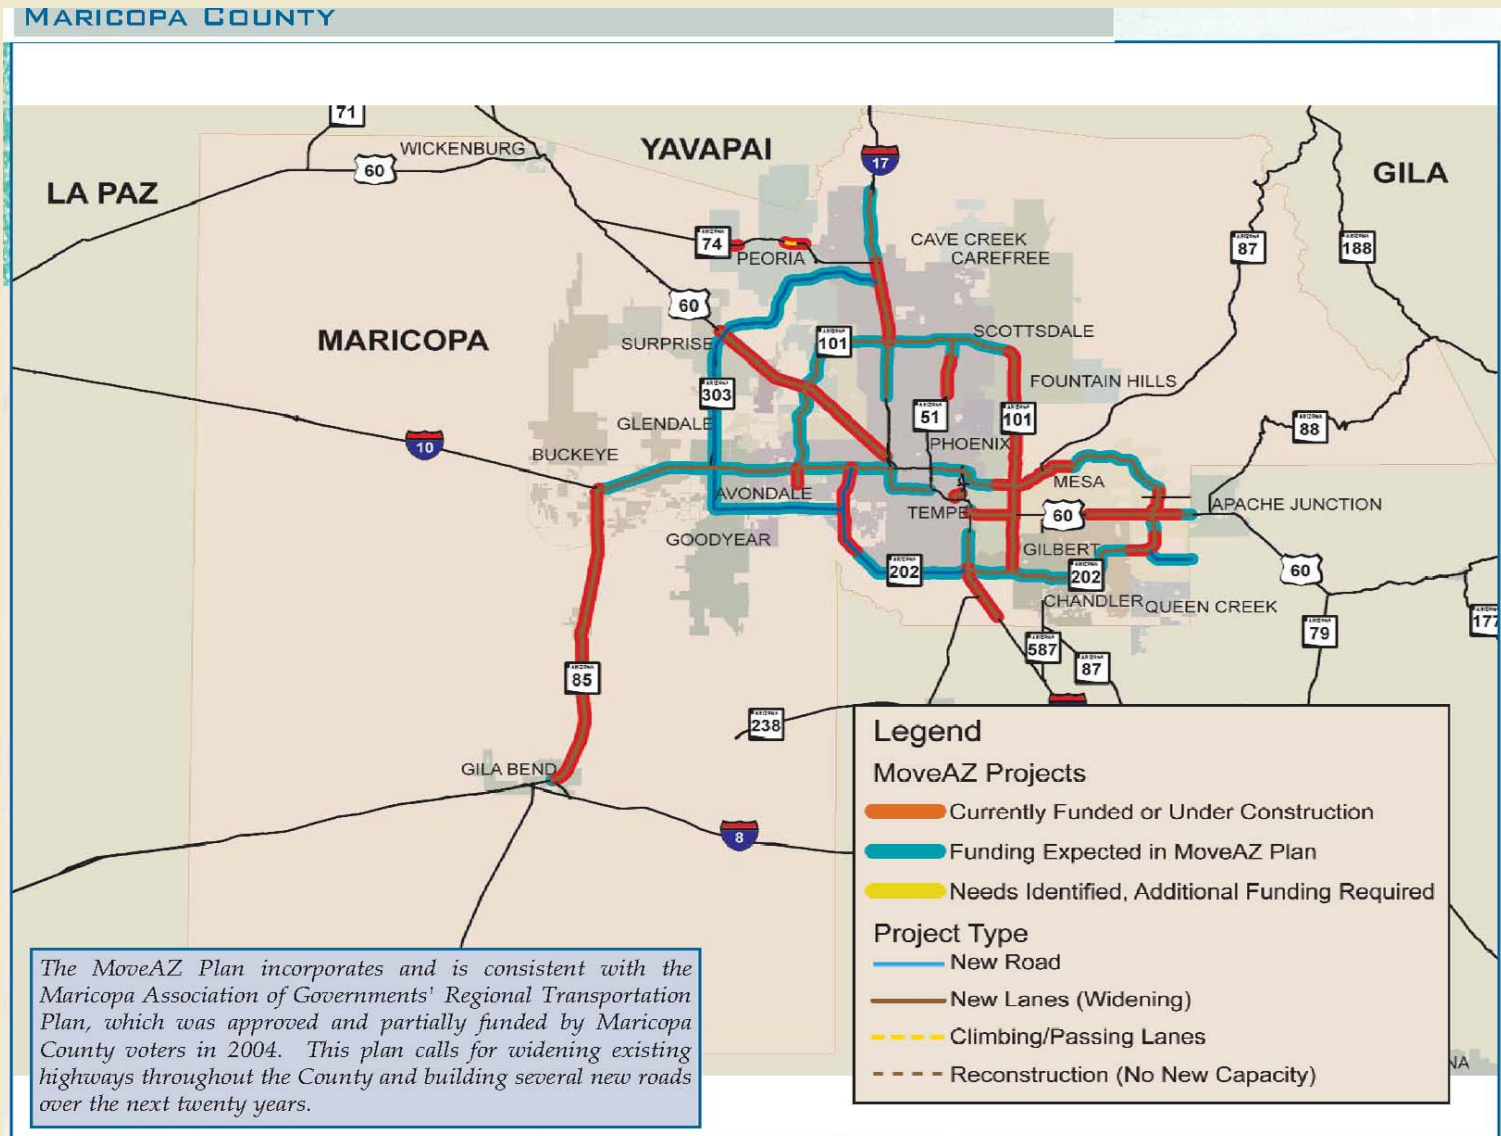 MARICOPA COUNTY
71
WICKENBURG
YAVAPAI
17
60
GILA
LA PAZ
74
CAVE CREEK
87
188
PEORIA
CAREFREE
60
MARICOPA
SURPRISE
101
SCOTTSDALE
303
FOUNTAIN HILLS
GLENDALE
51
101
88
10
PHOENIX
BUCKEYE
MESA
AVONDALE
APACHE JUNCTION
TEMPE
60
GOODYEAR
GILBERT
202
202
60
CHANDLER
QUEEN CREEK
177
79
587
87
85
238
GILA BEND
8
Legend
MoveAZ Projects
Currently Funded or Under Construction
Funding Expected in MoveAZ Plan
Needs Identified, Additional Funding Required
Project Type
New Road
New Lanes (Widening)
Climbing/Passing Lanes
Reconstruction (No New Capacity)
NA
The MoveAZ Plan incorporates and is consistent with the
Maricopa Association of Governments' Regional Transportation
Plan, which was approved and partially funded by Maricopa
County voters in 2004. This plan calls for widening existing
highways throughout the County and building several new roads
over the next twenty years.